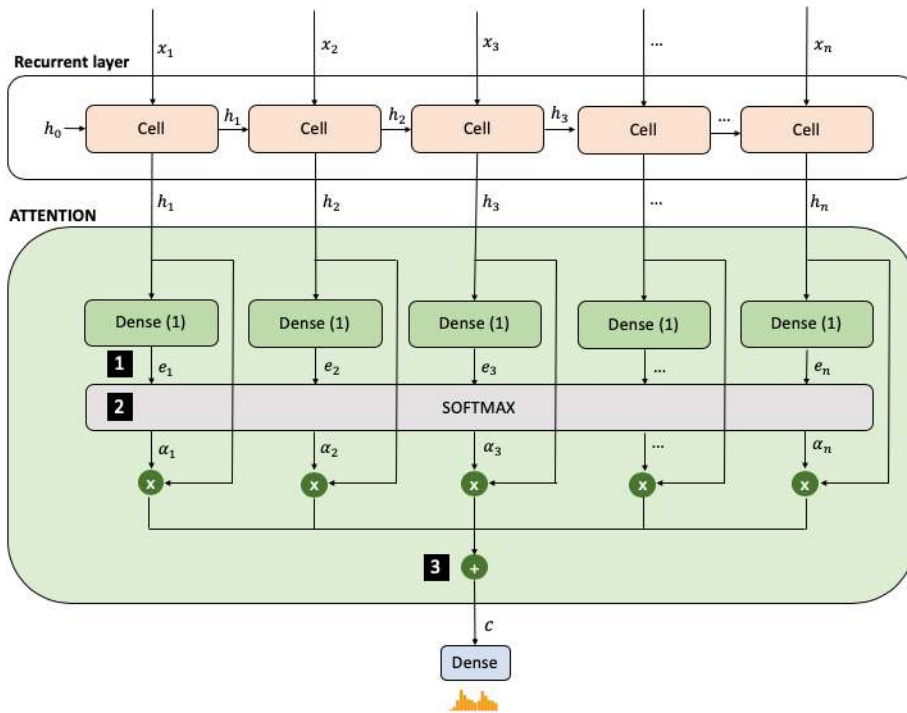 x₁ x₂ x₃ ... xₙ
Recurrent layer
h₀ Cell h₁ Cell h₂ Cell h₃ Cell ... Cell
h₁ h₂ h₃ ... hₙ
ATTENTION
Dense (1) Dense (1) Dense (1) Dense (1) Dense (1)
1 e₁ e₂ e₃ ... eₙ
2 SOFTMAX
α₁ α₂ α₃ ... αₙ
x x x x x
3 +
c
Dense